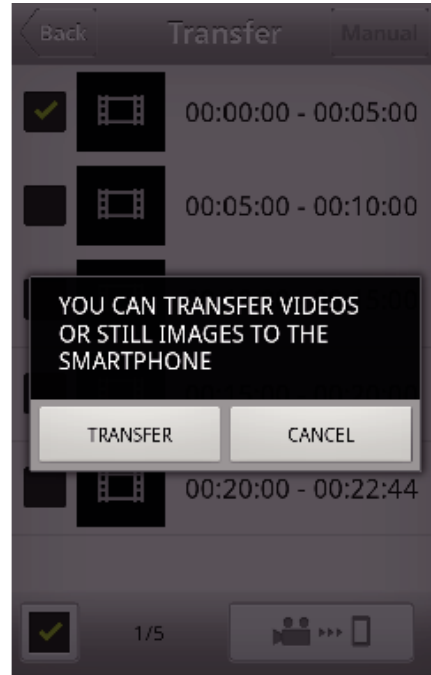 Back Transfer Manual
00:00:00 - 00:05:00
00:05:00 - 00:10:00
YOU CAN TRANSFER VIDEOS
OR STILL IMAGES TO THE
SMARTPHONE
TRANSFER CANCEL
00:20:00 - 00:22:44
1/5